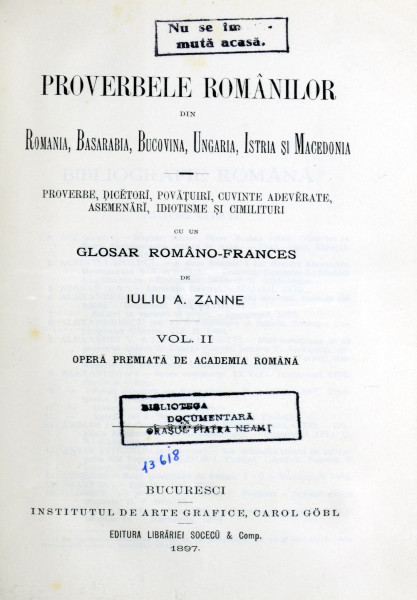 Nu se îm
mută acasă.
PROVERBELE ROMÂNILOR
DIN
ROMANIA, BASARABIA, BUCOVINA, UNGARIA, ISTRIA ȘI MACEDONIA
PROVERBE, ḐICĔTORĬ, POVĂȚUIRĬ, CUVINTE ADEVĔRATE,
ASEMENĂRĬ, IDIOTISME ȘI CIMILITURI
CU UN
GLOSAR ROMÂNO-FRANCES
DE
IULIU A. ZANNE
VOL. II
OPERĂ PREMIATĂ DE ACADEMIA ROMÂNĂ
BIBLIOTECA
DOCUMENTARĂ
ORAȘUL PIATRA NEAMȚ
13618
BUCURESCI
INSTITUTUL DE ARTE GRAFICE, CAROL GÖBL
EDITURA LIBRĂRIEI SOCECŬ & Comp.
1897.